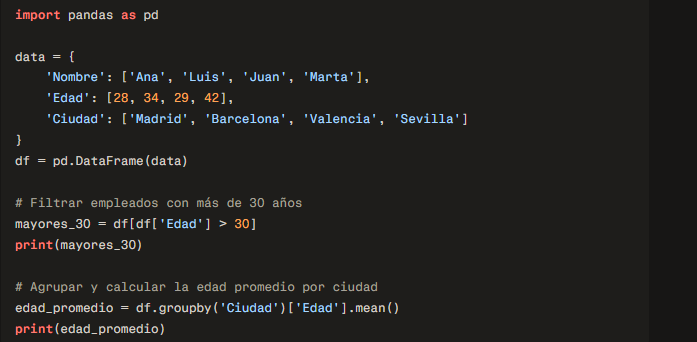 import pandas as pd
data = {
    'Nombre': ['Ana', 'Luis', 'Juan', 'Marta'],
    'Edad': [28, 34, 29, 42],
    'Ciudad': ['Madrid', 'Barcelona', 'Valencia', 'Sevilla']
}
df = pd.DataFrame(data)
# Filtrar empleados con más de 30 años
mayores_30 = df[df['Edad'] > 30]
print(mayores_30)
# Agrupar y calcular la edad promedio por ciudad
edad_promedio = df.groupby('Ciudad')['Edad'].mean()
print(edad_promedio)